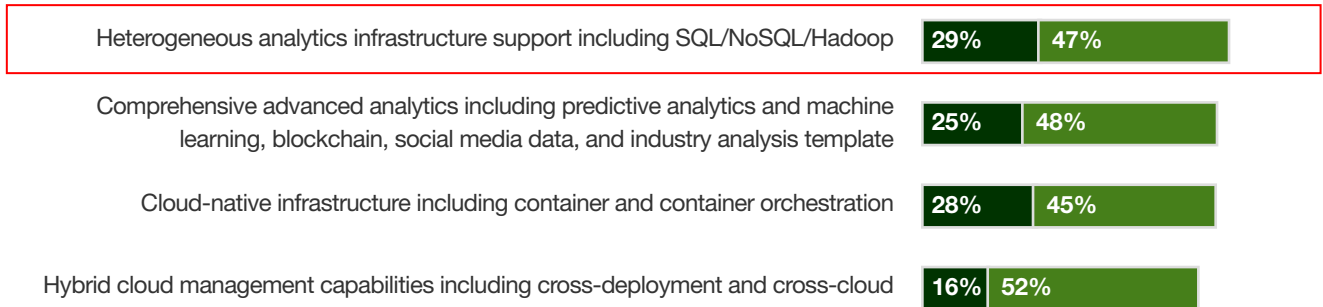 Heterogeneous analytics infrastructure support including SQL/NoSQL/Hadoop 29% 47%
Comprehensive advanced analytics including predictive analytics and machine
learning, blockchain, social media data, and industry analysis template 25% 48%
Cloud-native infrastructure including container and container orchestration 28% 45%
Hybrid cloud management capabilities including cross-deployment and cross-cloud 16% 52%